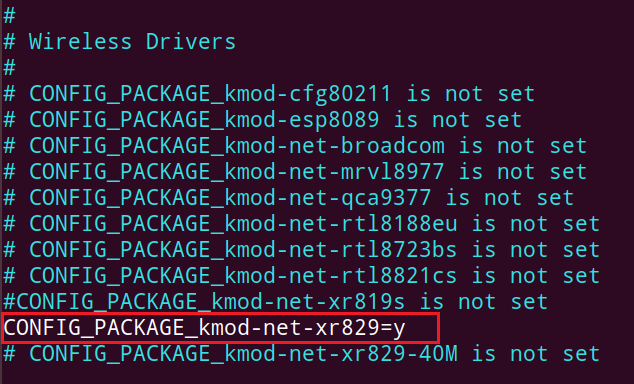 #
# Wireless Drivers
#
# CONFIG_PACKAGE_kmod-cfg80211 is not set
# CONFIG_PACKAGE_kmod-esp8089 is not set
# CONFIG_PACKAGE_kmod-net-broadcom is not set
# CONFIG_PACKAGE_kmod-net-mrvl8977 is not set
# CONFIG_PACKAGE_kmod-net-qca9377 is not set
# CONFIG_PACKAGE_kmod-net-rtl8188eu is not set
# CONFIG_PACKAGE_kmod-net-rtl8723bs is not set
# CONFIG_PACKAGE_kmod-net-rtl8821cs is not set
#CONFIG_PACKAGE_kmod-net-xr819s is not set
CONFIG_PACKAGE_kmod-net-xr829=y
# CONFIG_PACKAGE_kmod-net-xr829-40M is not set